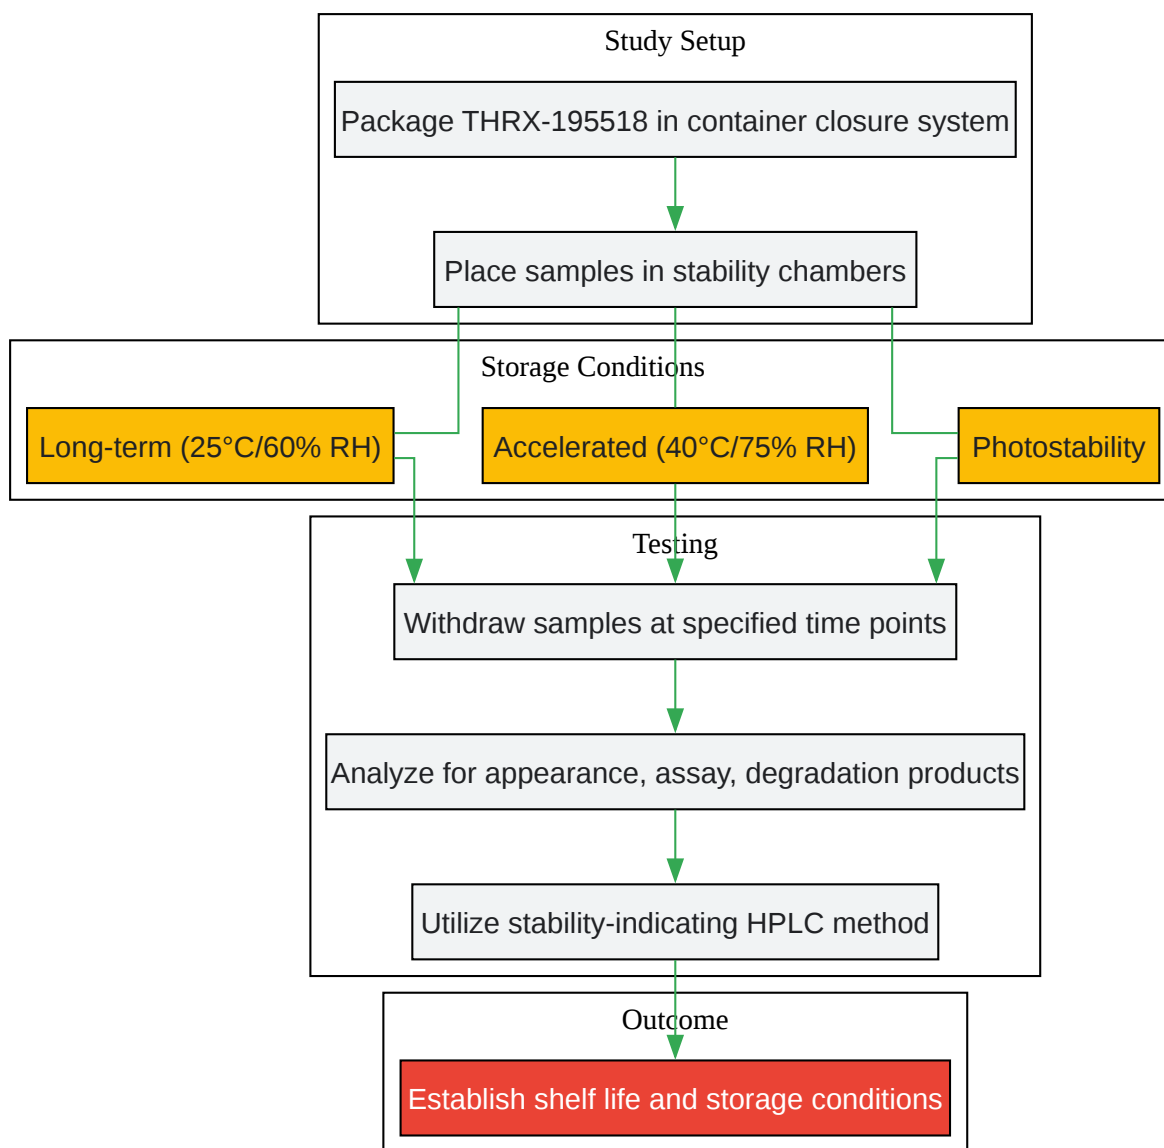 Study Setup
Package THRX-195518 in container closure system
Place samples in stability chambers
Storage Conditions
Long-term (25°C/60% RH)
Accelerated (40°C/75% RH)
Photostability
Testing
Withdraw samples at specified time points
Analyze for appearance, assay, degradation products
Utilize stability-indicating HPLC method
Outcome
Establish shelf life and storage conditions